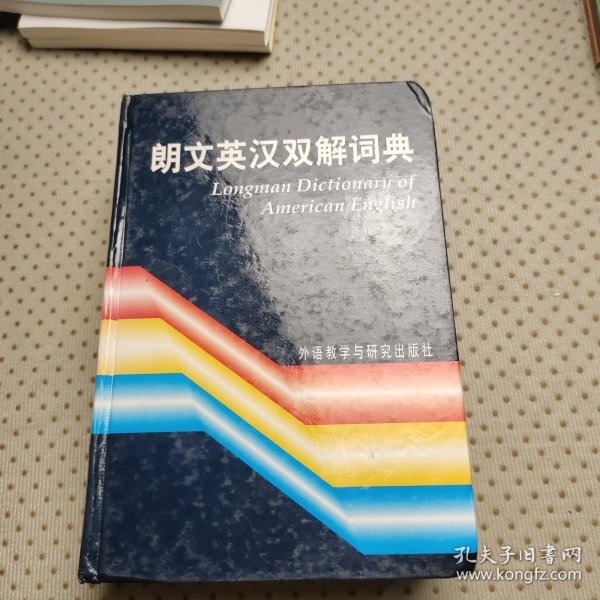 朗文英汉双解词典
Longman Dictionary of
American English
外语教学与研究出版社
孔夫子旧书网
www.kongfz.com